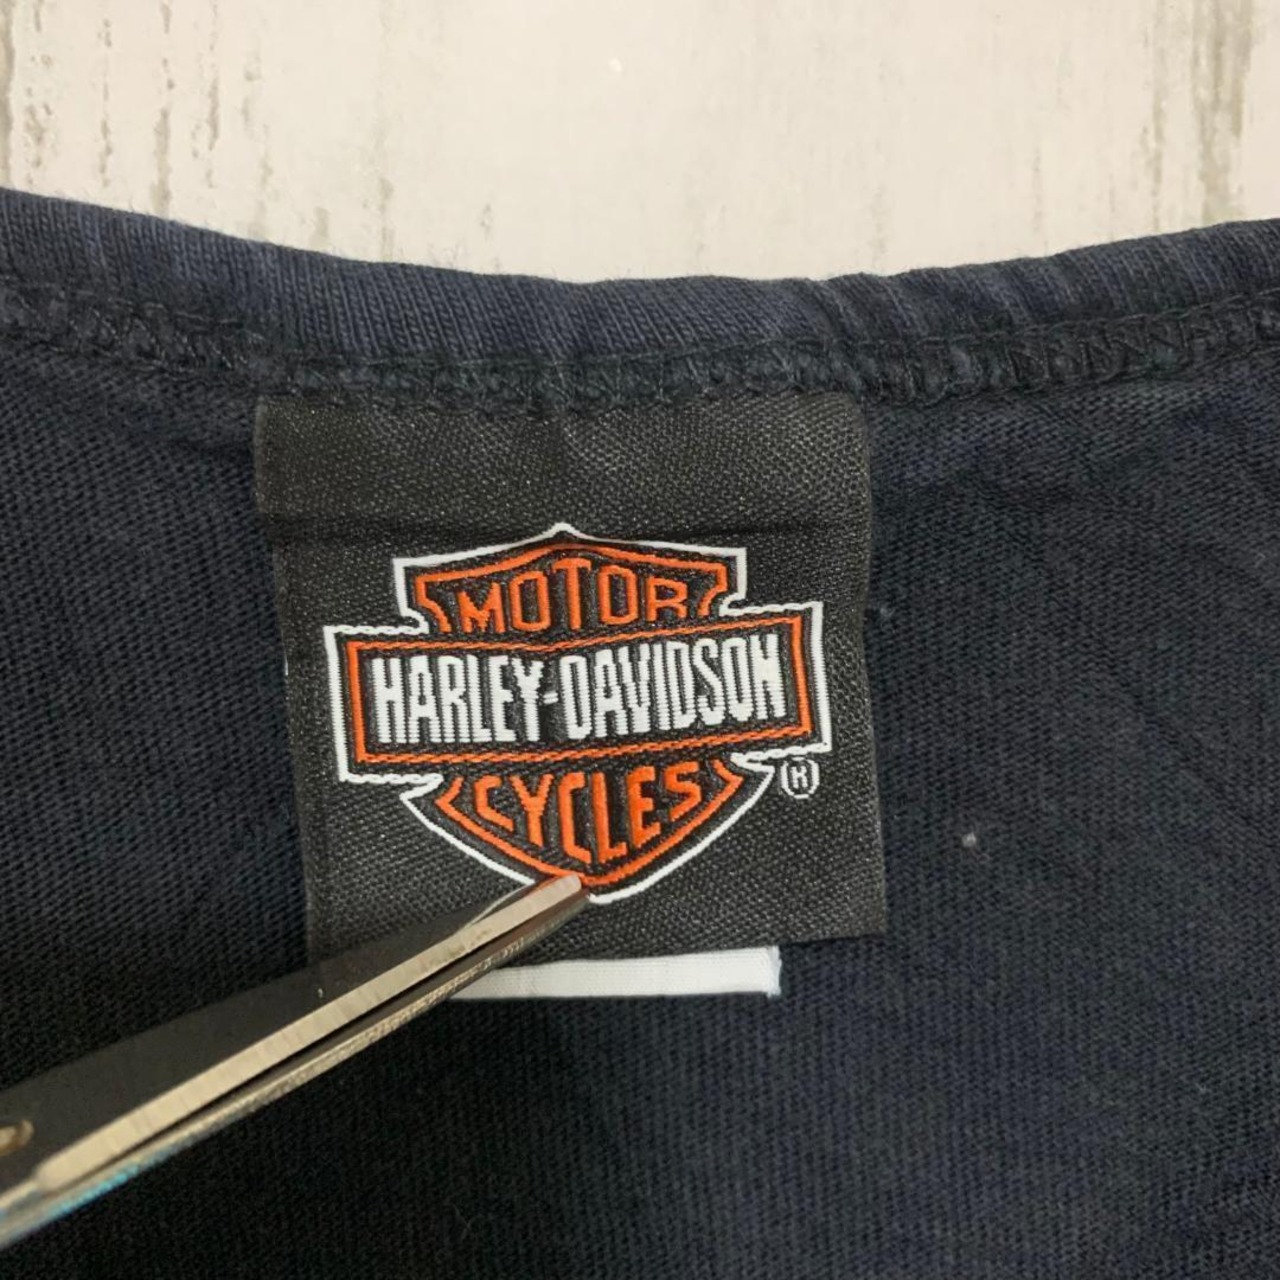 MOTOR
HARLEY-DAVIDSON
CYCLES
®